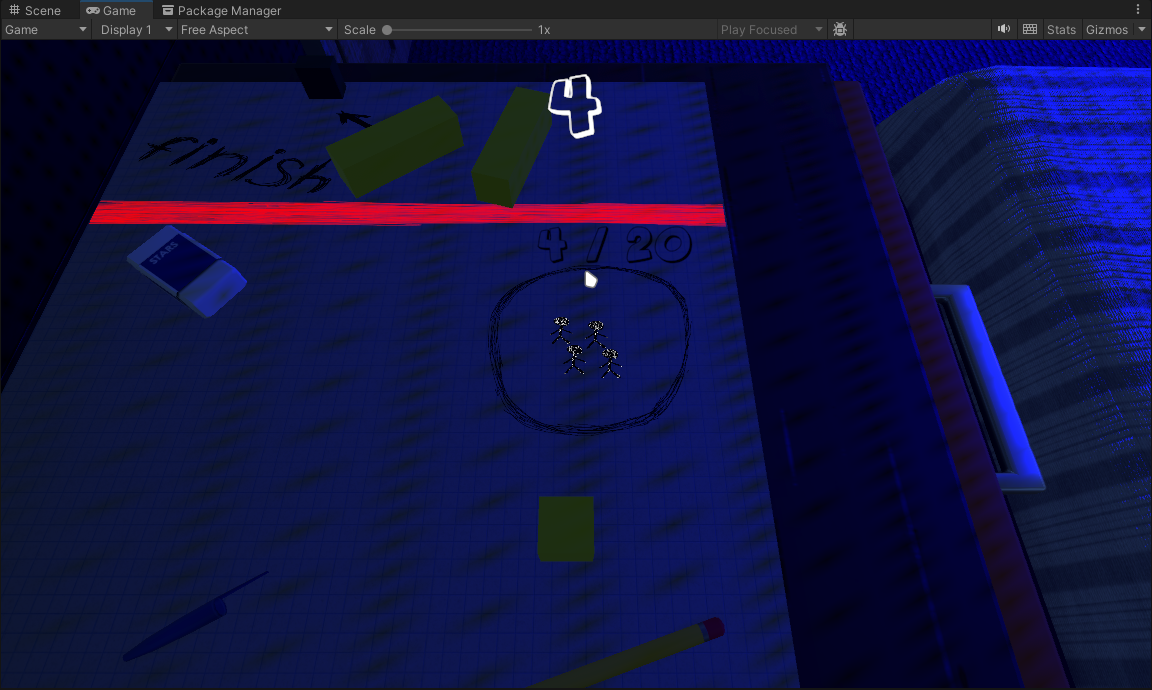 Scene Game Package Manager
Game Display 1 Free Aspect Scale 1x Play Focused Stats Gizmos
4
finish
STARS
4 / 20